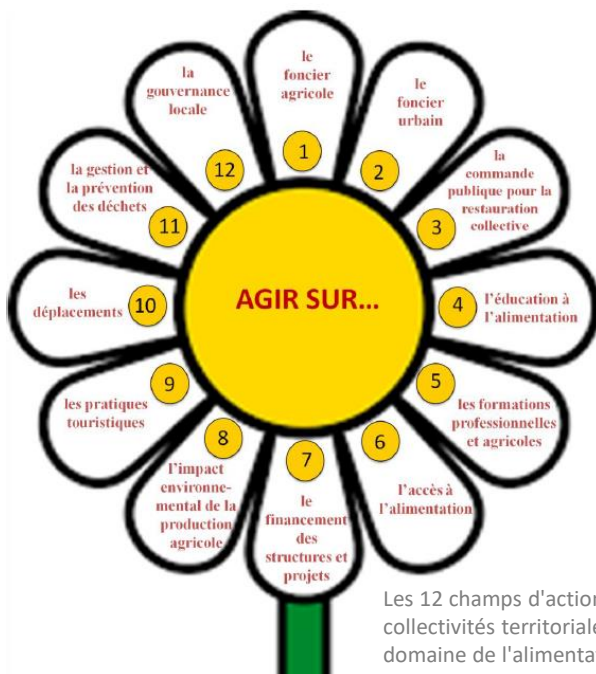 AGIR SUR...
1
le
foncier
agricole
2
le
foncier
urbain
3
la
commande
publique pour la
restauration
collective
4
l'éducation à
l'alimentation
5
les formations
professionnelles
et agricoles
6
l'accès à
l'alimentation
7
le
financement
des
structures et
projets
8
l'impact
environne-
mental de la
production
agricole
9
les pratiques
touristiques
10
les
déplacements
11
la gestion et
la prévention
des déchets
12
la
gouvernance
locale
Les 12 champs d'action
collectivités territoriale
domaine de l'alimentat